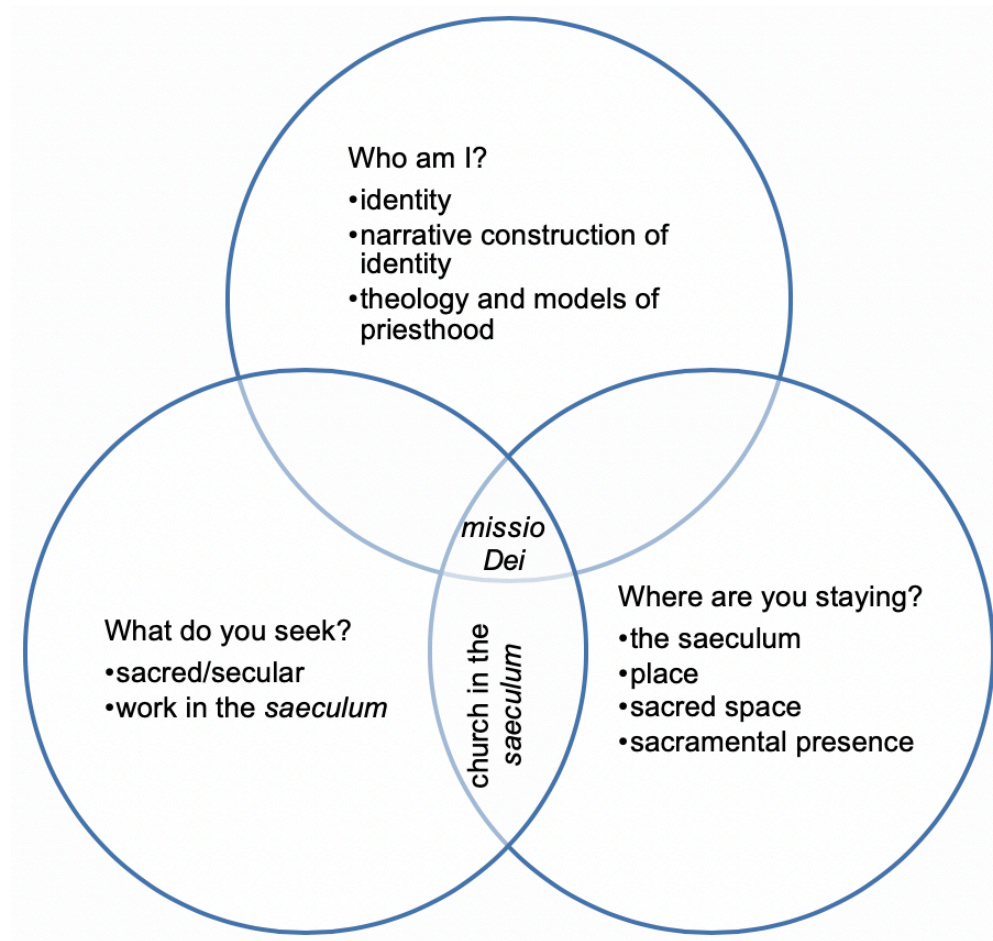 Who am I?
•identity
•narrative construction of
identity
•theology and models of
priesthood
missio
Dei
What do you seek?
•sacred/secular
•work in the saeculum
church in the
saeculum
Where are you staying?
•the saeculum
•place
•sacred space
•sacramental presence